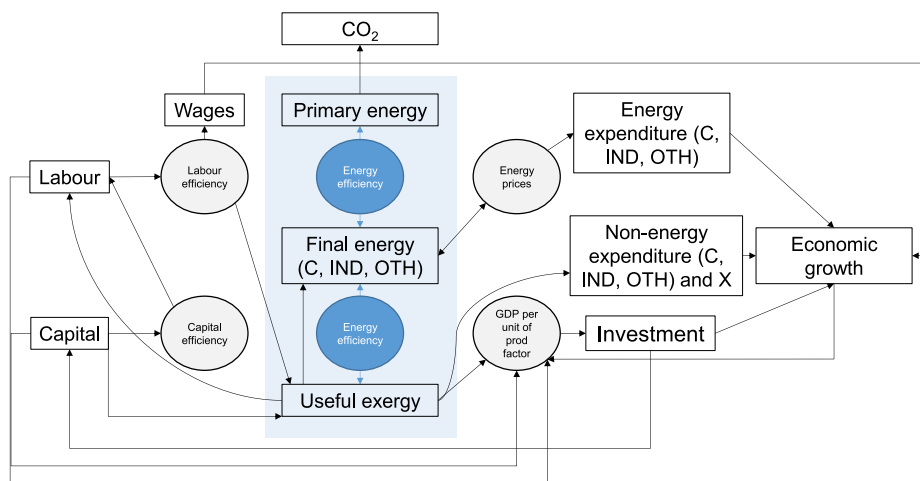 CO₂
Wages
Primary energy
Energy
expenditure (C,
IND, OTH)
Labour
Labour
efficiency
Energy
efficiency
Energy
prices
Final energy
(C, IND, OTH)
Non-energy
expenditure (C,
IND, OTH) and X
Economic
growth
Capital
Capital
efficiency
Energy
efficiency
GDP per
unit of
prod
factor
Investment
Useful exergy